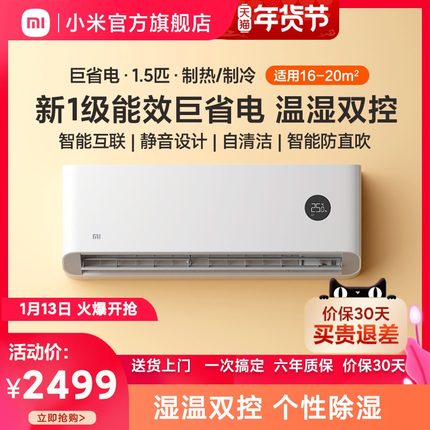 小米官方旗舰店
天猫 年货节
巨省电 · 1.5匹 · 制热/制冷 适用16-20m²
新1级能效巨省电 温湿双控
智能互联 | 静音设计 | 自清洁 | 智能防直吹
mi
1月13日 火爆开抢
价保30天
买贵退差
活动价:
¥2499
立即抢购>
送货上门 一次搞定 六年质保 价保30天
湿温双控 个性除湿